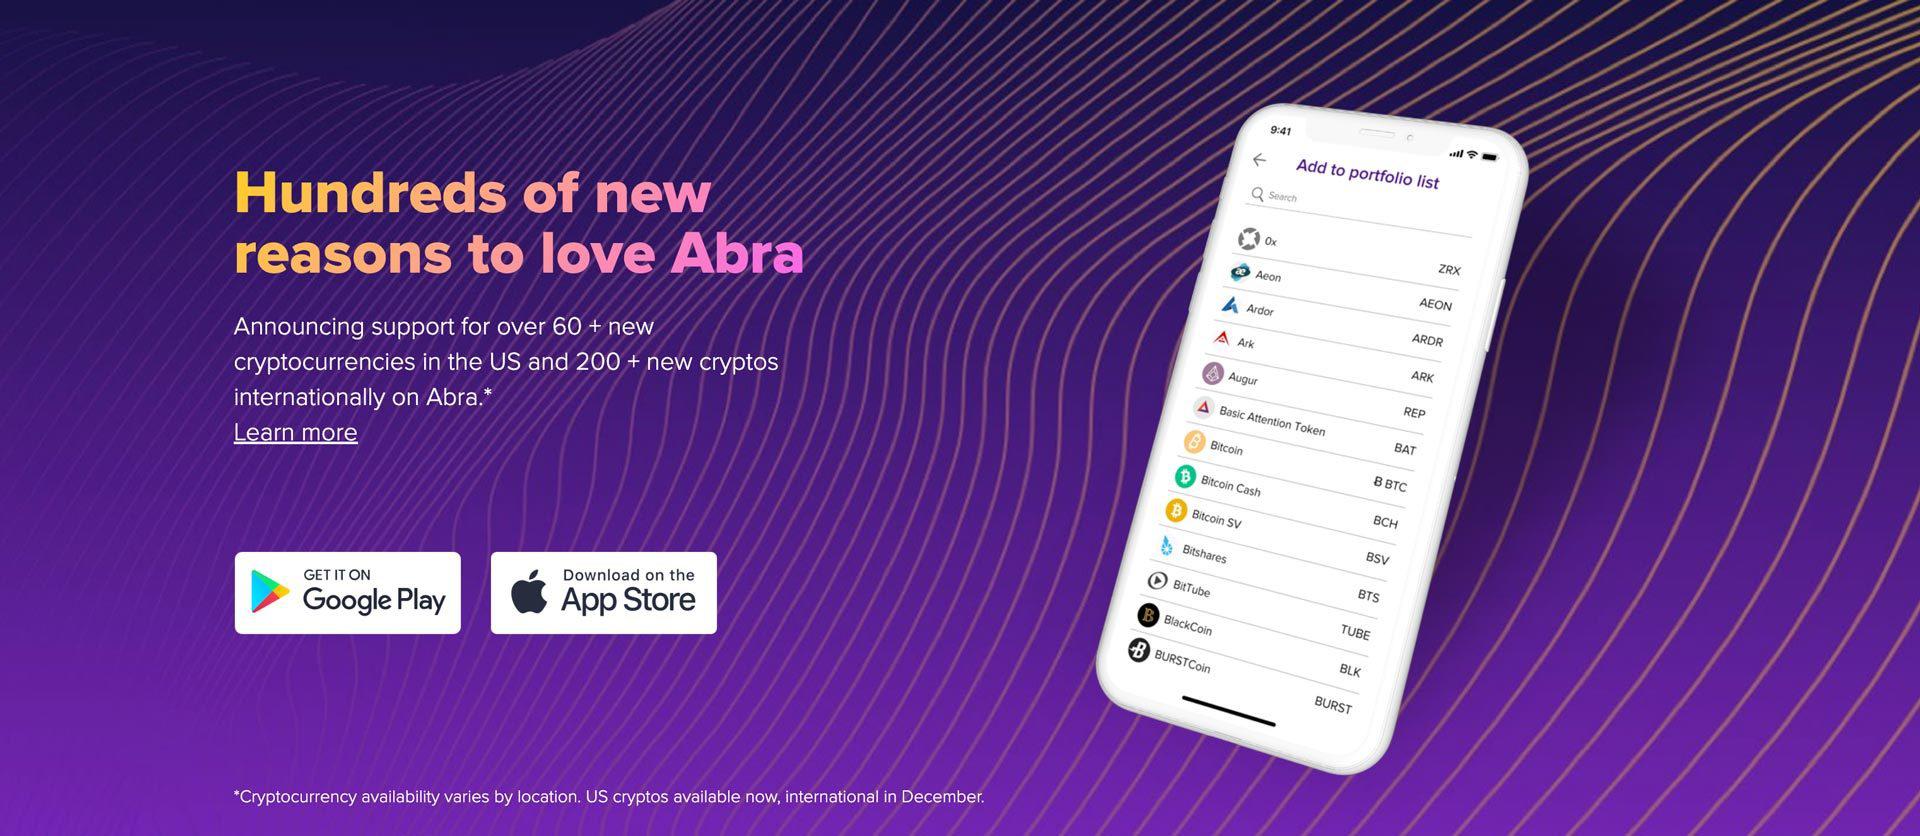 Hundreds of new
reasons to love Abra
Announcing support for over 60 + new
cryptocurrencies in the US and 200 + new cryptos
internationally on Abra.*
Learn more
GET IT ON
Google Play
Download on the
App Store
*Cryptocurrency availability varies by location. US cryptos available now, international in December.
9:41
Add to portfolio list
Search
0x ZRX
Aeon AEON
Ardor ARDR
Ark ARK
Augur REP
Basic Attention Token BAT
Bitcoin Ƀ BTC
Bitcoin Cash BCH
Bitcoin SV BSV
Bitshares BTS
BitTube TUBE
BlackCoin BLK
BURSTCoin BURST